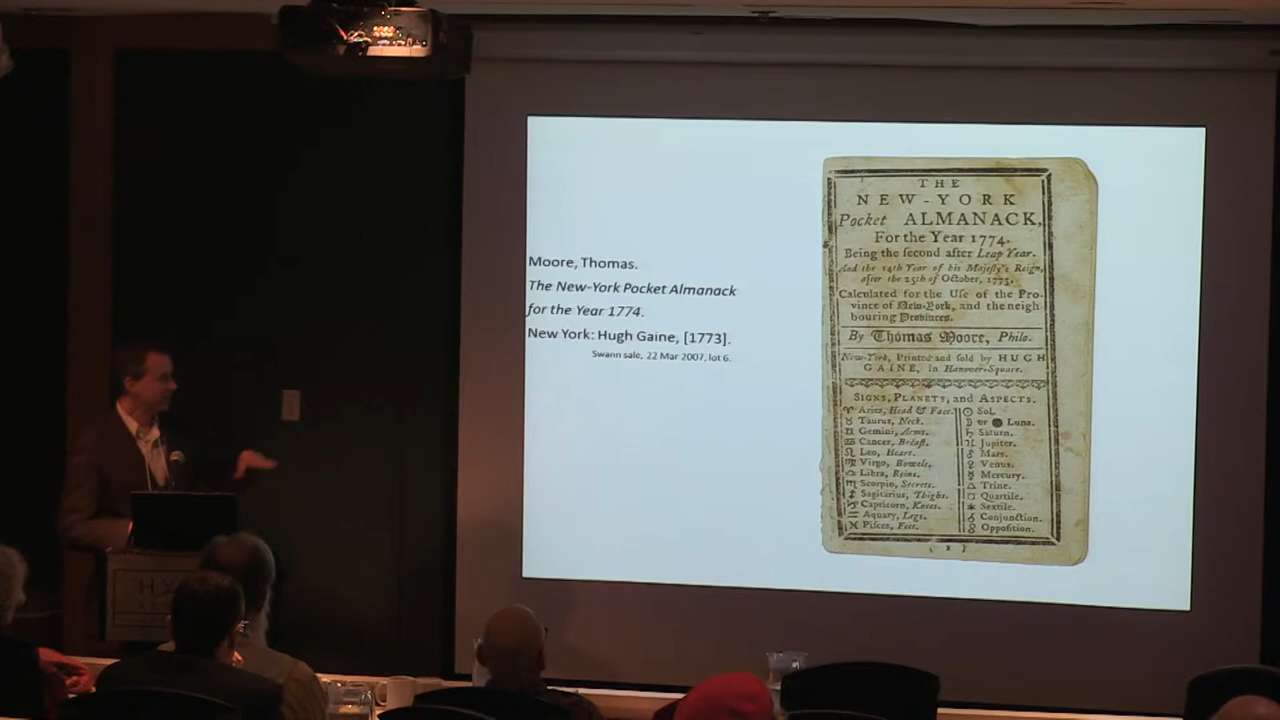 Moore, Thomas.
The New-York Pocket Almanack
for the Year 1774.
New York: Hugh Gaine, [1773].
Swann sale, 22 Mar 2007, lot 6.
THE
NEW-YORK
Pocket ALMANACK,
For the Year 1774.
Being the second after Leap Year.
And the 14th Year of his Majesty's Reign,
after the 25th of October, 1773.
Calculated for the Use of the Pro-
vince of New-York, and the neigh
bouring Provinces.
By Thomas Moore, Philo.
New-York, Printed and sold by HUGH
GAINE, in Hanover-Square.
SIGNS, PLANETS, and ASPECTS.
♈ Aries, Head & Face.
♉ Taurus, Neck.
♊ Gemini, Arms.
♋ Cancer, Breast.
♌ Leo, Heart.
♍ Virgo, Bowels.
♎ Libra, Reins.
♏ Scorpio, Secrets.
♐ Sagitarius, Thighs.
♑ Capricorn, Knees.
♒ Aquary, Legs.
♓ Pisces, Feet.
☉ Sol.
☽ or ● Luna.
♄ Saturn.
♃ Jupiter.
♂ Mars.
♀ Venus.
☿ Mercury.
△ Trine.
□ Quartile.
⚹ Sextile.
☌ Conjunction.
☍ Opposition.